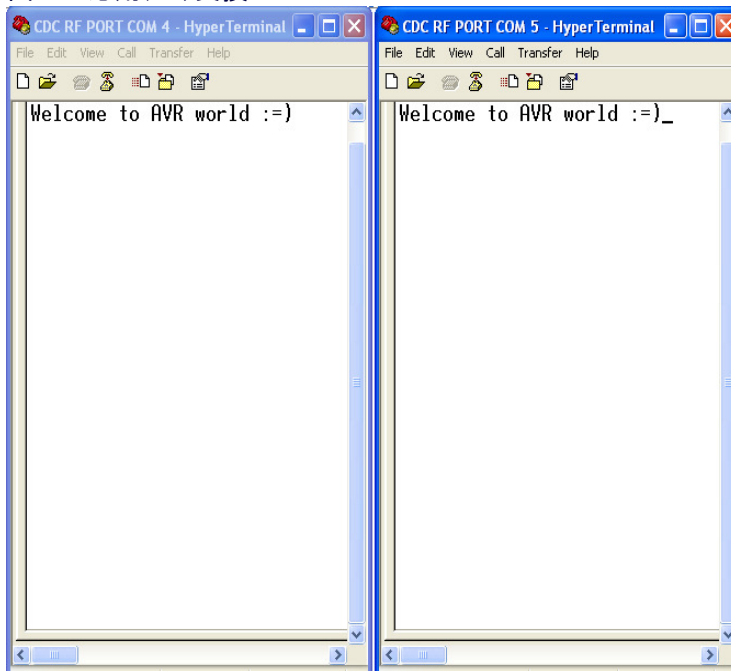 CDC RF PORT COM 4 - HyperTerminal
File Edit View Call Transfer Help
Welcome to AVR world :=)
CDC RF PORT COM 5 - HyperTerminal
File Edit View Call Transfer Help
Welcome to AVR world :=)_